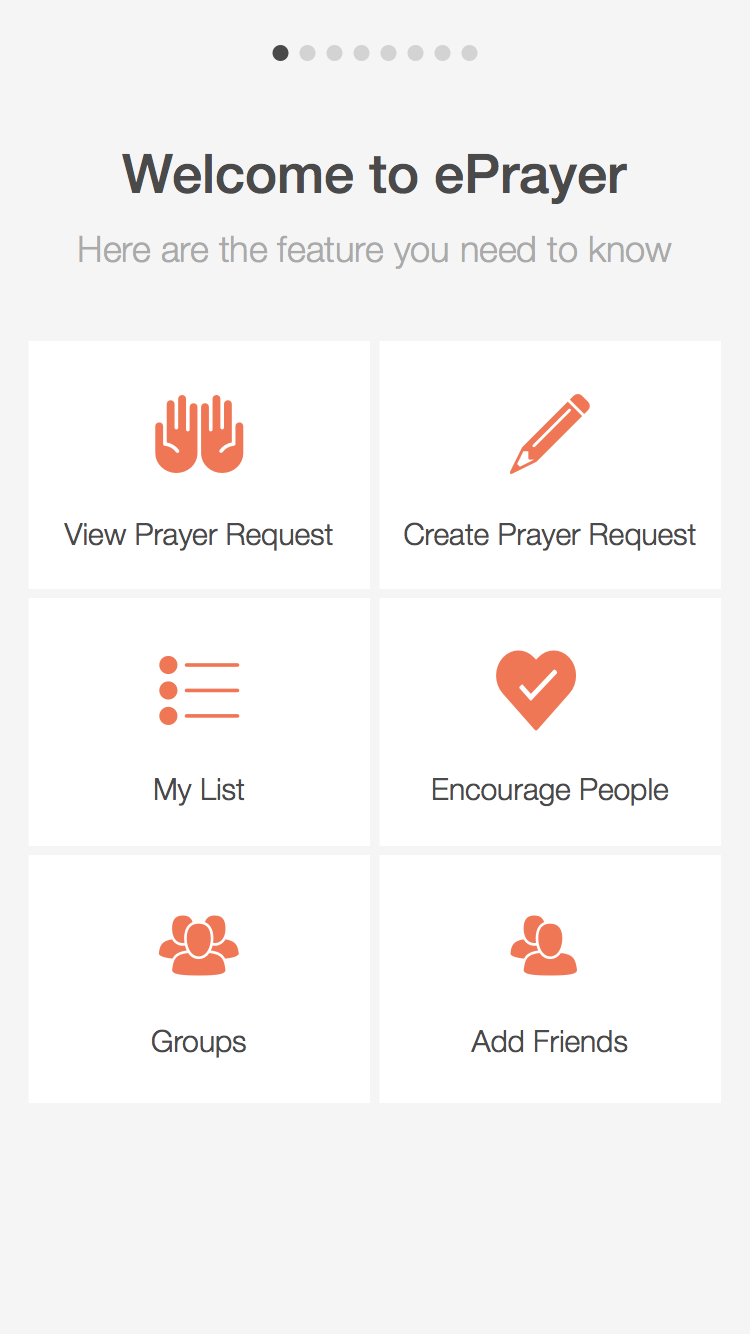 Welcome to ePrayer
Here are the feature you need to know
View Prayer Request
Create Prayer Request
My List
Encourage People
Groups
Add Friends